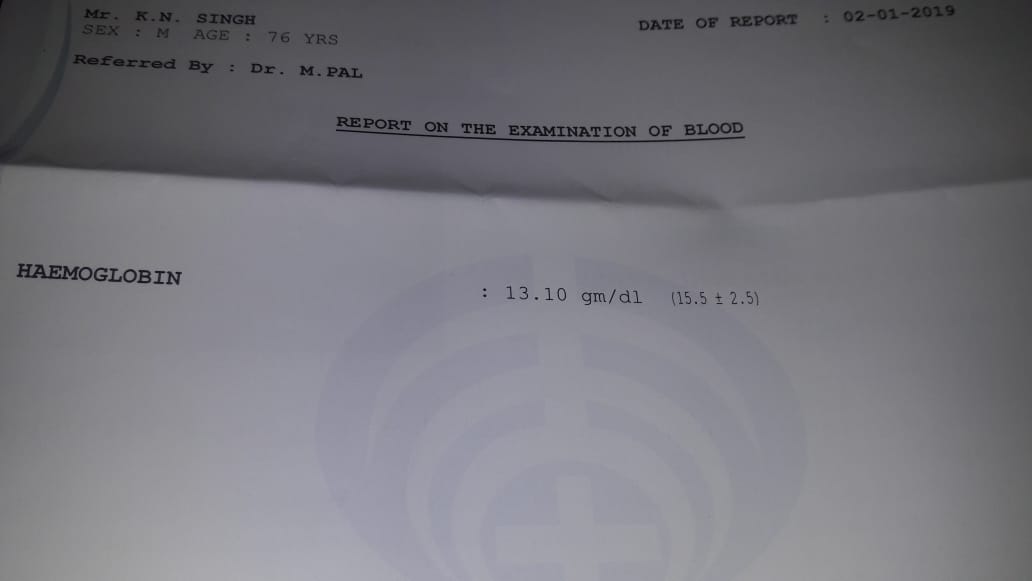 Mr. K.N. SINGH
SEX : M AGE : 76 YRS
DATE OF REPORT : 02-01-2019
Referred By : Dr. M.PAL
REPORT ON THE EXAMINATION OF BLOOD
HAEMOGLOBIN : 13.10 gm/dl (15.5 ± 2.5)